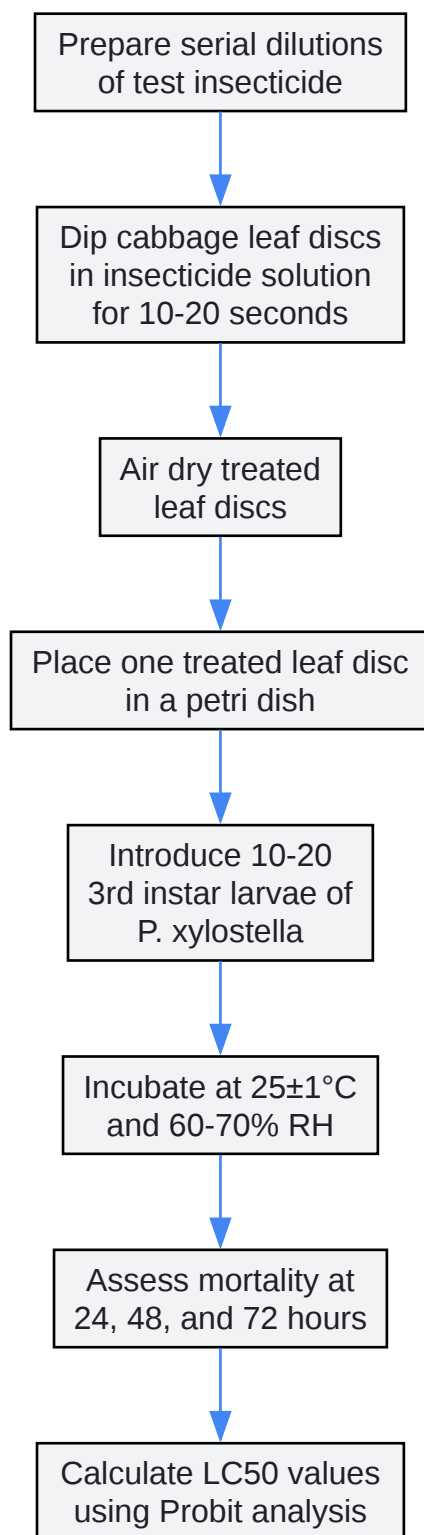 Prepare serial dilutions
of test insecticide
Dip cabbage leaf discs
in insecticide solution
for 10-20 seconds
Air dry treated
leaf discs
Place one treated leaf disc
in a petri dish
Introduce 10-20
3rd instar larvae of
P. xylostella
Incubate at 25±1°C
and 60-70% RH
Assess mortality at
24, 48, and 72 hours
Calculate LC50 values
using Probit analysis